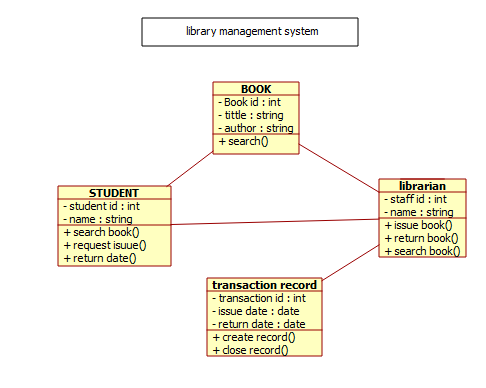 library management system
BOOK
- Book id : int
- tittle : string
- author : string
+ search()
STUDENT
- student id : int
- name : string
+ search book()
+ request isuue()
+ return date()
librarian
- staff id : int
- name : string
+ issue book()
+ return book()
+ search book()
transaction record
- transaction id : int
- issue date : date
- return date : date
+ create record()
+ close record()